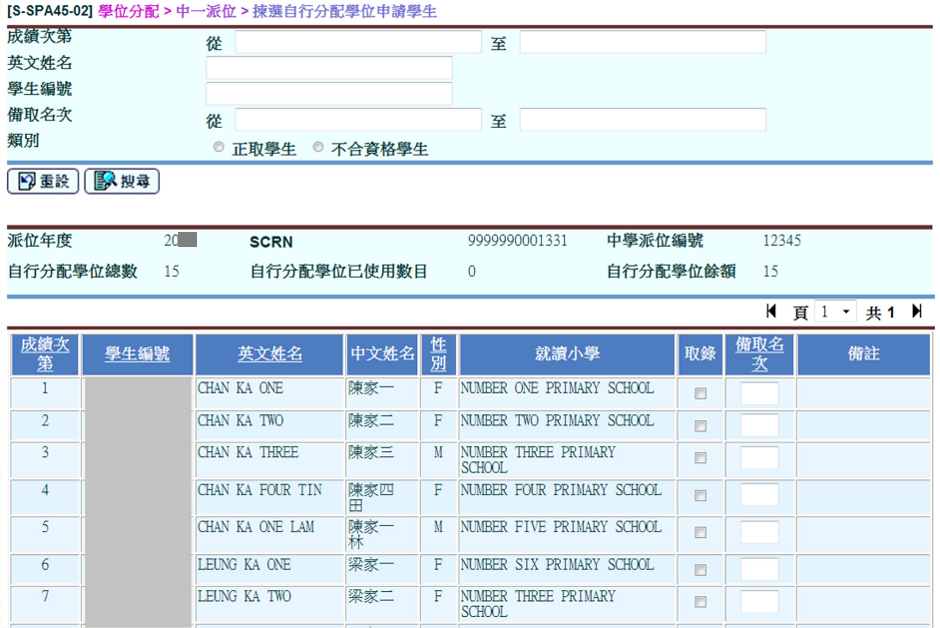 [S-SPA45-02] 學位分配 > 中一派位 > 揀選自行分配學位申請學生
成績次第 從 至
英文姓名
學生編號
備取名次 從 至
類別 正取學生 不合資格學生
重設 搜尋
派位年度 20 SCRN 9999990001331 中學派位編號 12345
自行分配學位總數 15 自行分配學位已使用數目 0 自行分配學位餘額 15
頁 1 共 1
成績次第 學生編號 英文姓名 中文姓名 性別 就讀小學 取錄 備取名次 備註
1 CHAN KA ONE 陳家一 F NUMBER ONE PRIMARY SCHOOL
2 CHAN KA TWO 陳家二 F NUMBER TWO PRIMARY SCHOOL
3 CHAN KA THREE 陳家三 M NUMBER THREE PRIMARY SCHOOL
4 CHAN KA FOUR TIN 陳家四田 F NUMBER FOUR PRIMARY SCHOOL
5 CHAN KA ONE LAM 陳家一林 M NUMBER FIVE PRIMARY SCHOOL
6 LEUNG KA ONE 梁家一 F NUMBER SIX PRIMARY SCHOOL
7 LEUNG KA TWO 梁家二 F NUMBER THREE PRIMARY SCHOOL